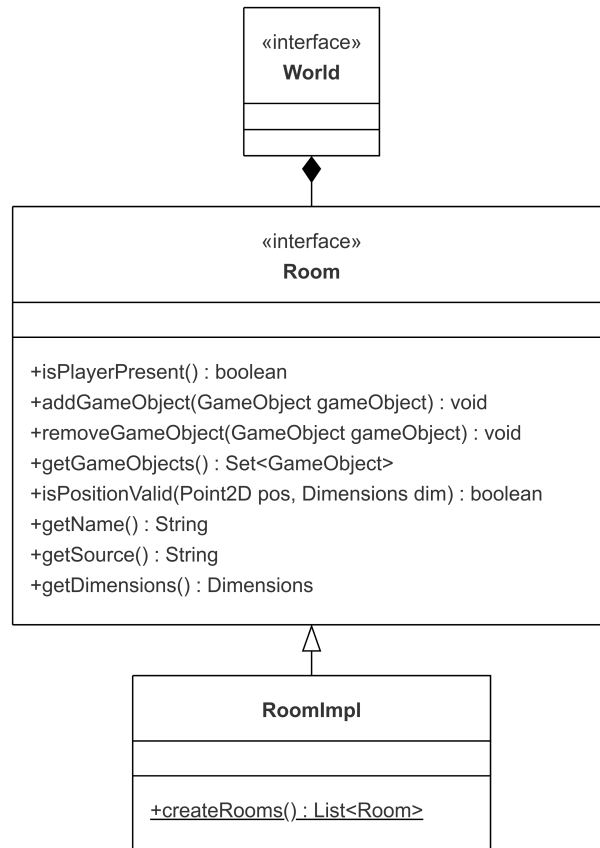 «interface»
World
«interface»
Room
+isPlayerPresent() : boolean
+addGameObject(GameObject gameObject) : void
+removeGameObject(GameObject gameObject) : void
+getGameObjects() : Set<GameObject>
+isPositionValid(Point2D pos, Dimensions dim) : boolean
+getName() : String
+getSource() : String
+getDimensions() : Dimensions
RoomImpl
+createRooms() : List<Room>